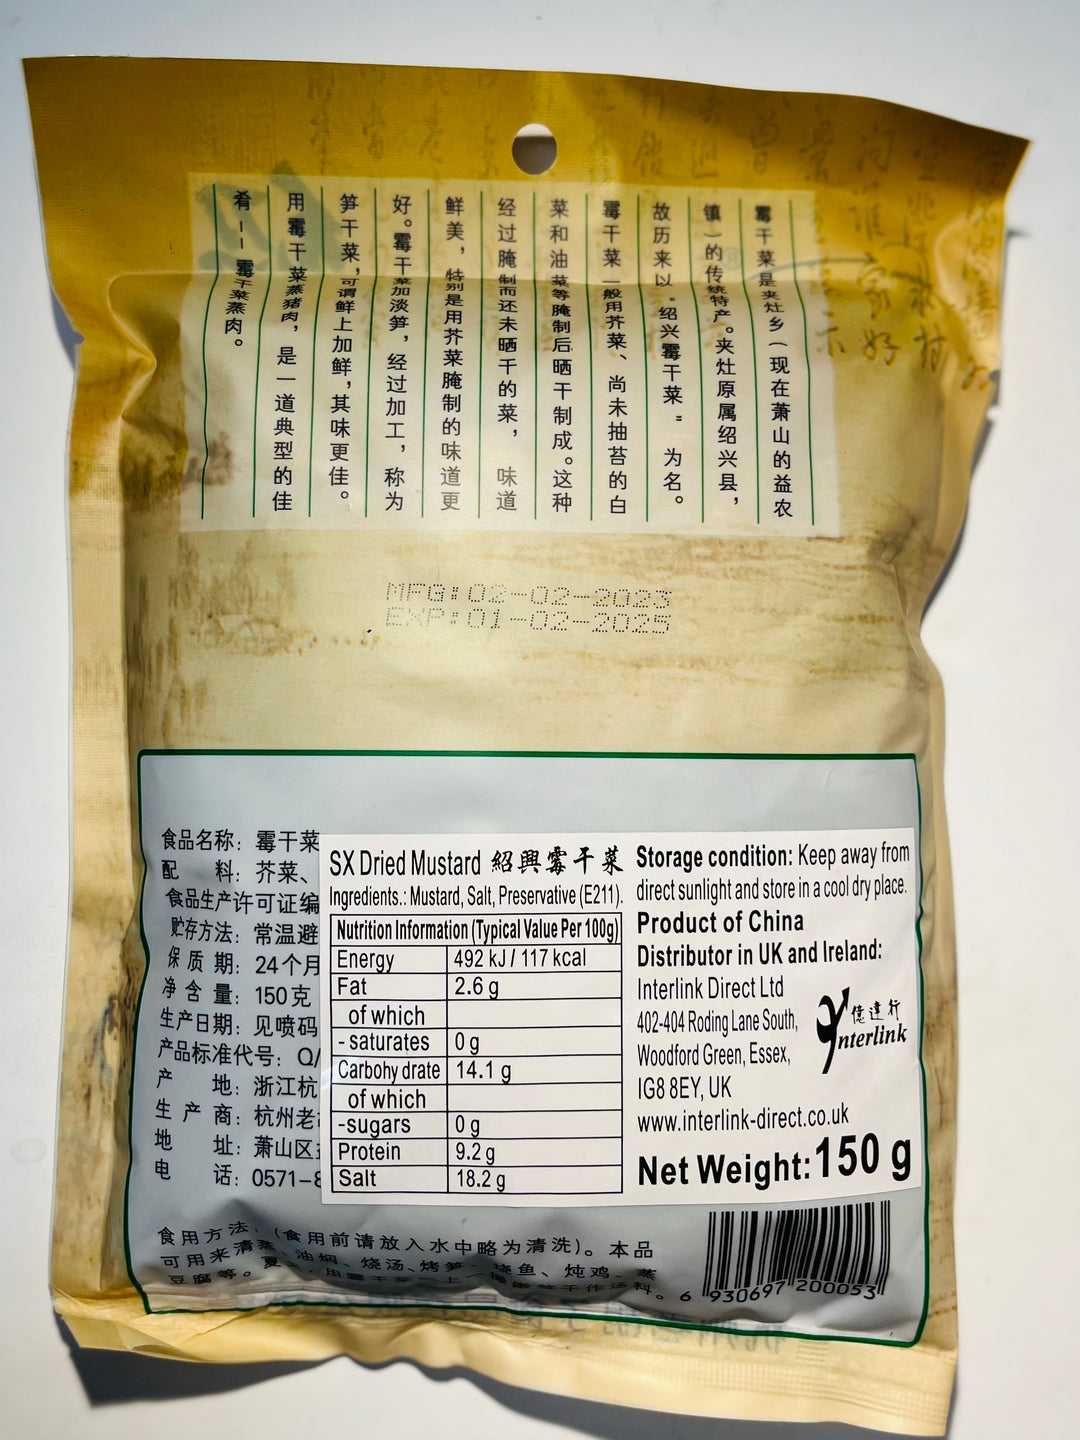 霉干菜是夹灶乡（现在萧山的益农
镇）的传统特产。夹灶原属绍兴县，
故历来以“绍兴霉干菜”为名。
霉干菜一般用芥菜、尚未抽苔的白
菜和油菜等腌制后晒干制成。这种
经过腌制而还未晒干的菜，味道
鲜美，特别是用芥菜腌制的味道更
好。霉干菜加淡笋，经过加工，称为
笋干菜，可谓鲜上加鲜，其味更佳。
用霉干菜蒸猪肉，是一道典型的佳
肴——霉干菜蒸肉。
MFG:02-02-2023
EXP:01-02-2025
食品名称：霉干菜
配 料：芥菜、
食品生产许可证编
贮存方法：常温避
保 质 期：24个月
净 含 量：150克
生产日期：见喷码
产品标准代号：Q/
产 地：浙江杭
生 产 商：杭州老
地 址：萧山区
电 话：0571-8
SX Dried Mustard 紹興霉干菜
Ingredients.: Mustard, Salt, Preservative (E211).
Nutrition Information (Typical Value Per 100g)
Energy 492 kJ / 117 kcal
Fat 2.6 g
of which
- saturates 0 g
Carbohy drate 14.1 g
of which
-sugars 0 g
Protein 9.2 g
Salt 18.2 g
Storage condition: Keep away from
direct sunlight and store in a cool dry place.
Product of China
Distributor in UK and Ireland:
Interlink Direct Ltd
402-404 Roding Lane South,
Woodford Green, Essex,
IG8 8EY, UK
www.interlink-direct.co.uk
億達行
Interlink
Net Weight:150 g
食用方法：（食用前请放入水中略为清洗）。本品
可用来清蒸、油焖、烧汤、烤笋、烧鱼、炖鸡、蒸
豆腐等。
6 930697 200053